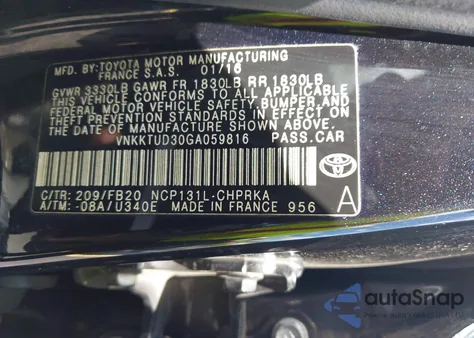 MFD. BY: TOYOTA MOTOR MANUFACTURING
FRANCE S.A.S. 01/16
GVWR 3330LB GAWR FR 1830LB RR 1830LB
THIS VEHICLE CONFORMS TO ALL APPLICABLE
FEDERAL MOTOR VEHICLE SAFETY, BUMPER, AND
THEFT PREVENTION STANDARDS IN EFFECT ON
THE DATE OF MANUFACTURE SHOWN ABOVE.
VNKKTUD30GA059816 PASS.CAR
C/TR: 209/FB20 NCP131L-CHPRKA
A/TM: -08A/U340E MADE IN FRANCE 956
A
autoSnap